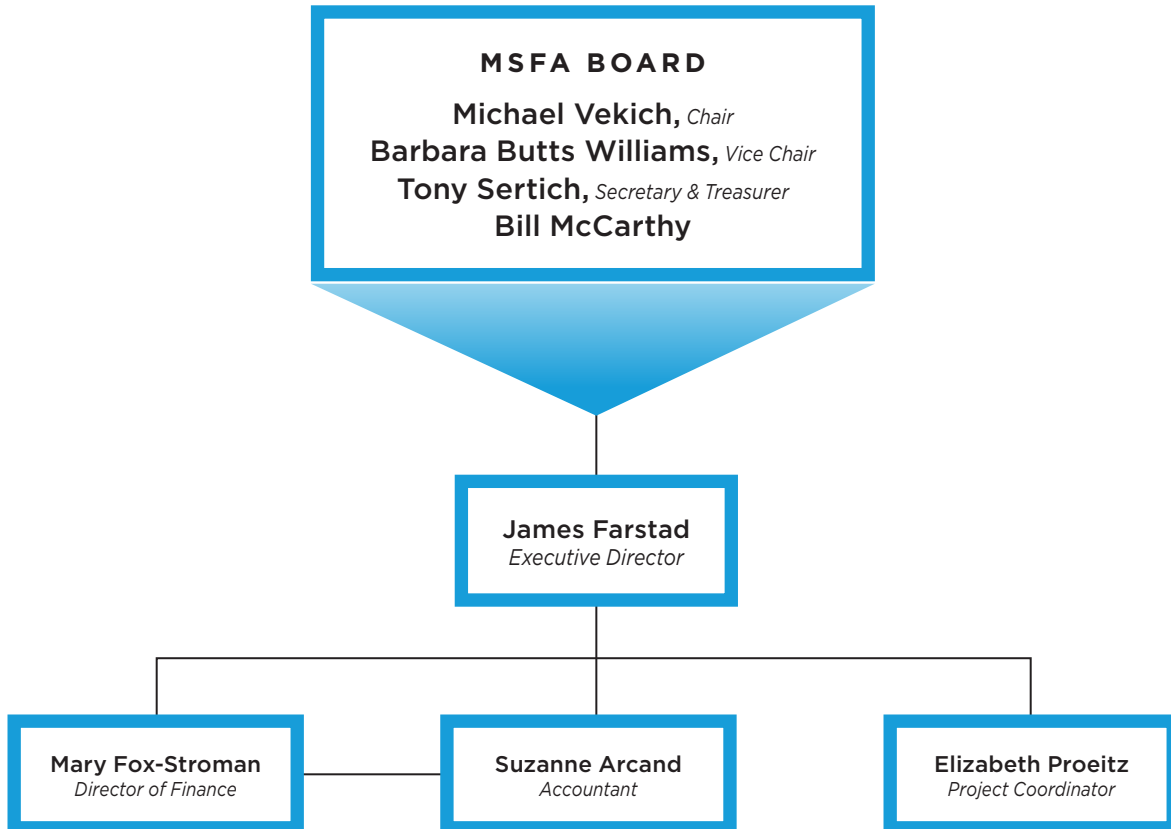 MSFA BOARD
Michael Vekich, Chair
Barbara Butts Williams, Vice Chair
Tony Sertich, Secretary & Treasurer
Bill McCarthy
James Farstad
Executive Director
Mary Fox-Stroman
Director of Finance
Suzanne Arcand
Accountant
Elizabeth Proeitz
Project Coordinator